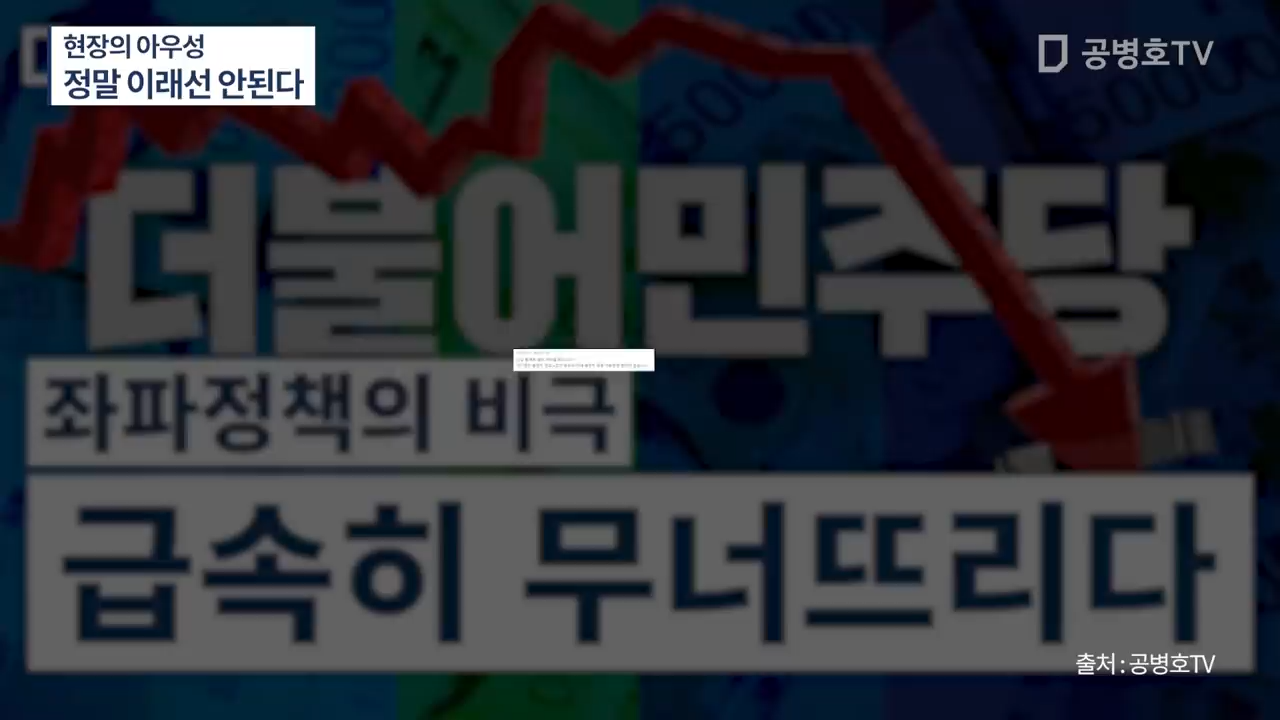 현장의 아우성
정말 이래선 안된다
공병호TV
더불어민주당
좌파정책의 비극
급속히 무너뜨리다
출처 : 공병호TV